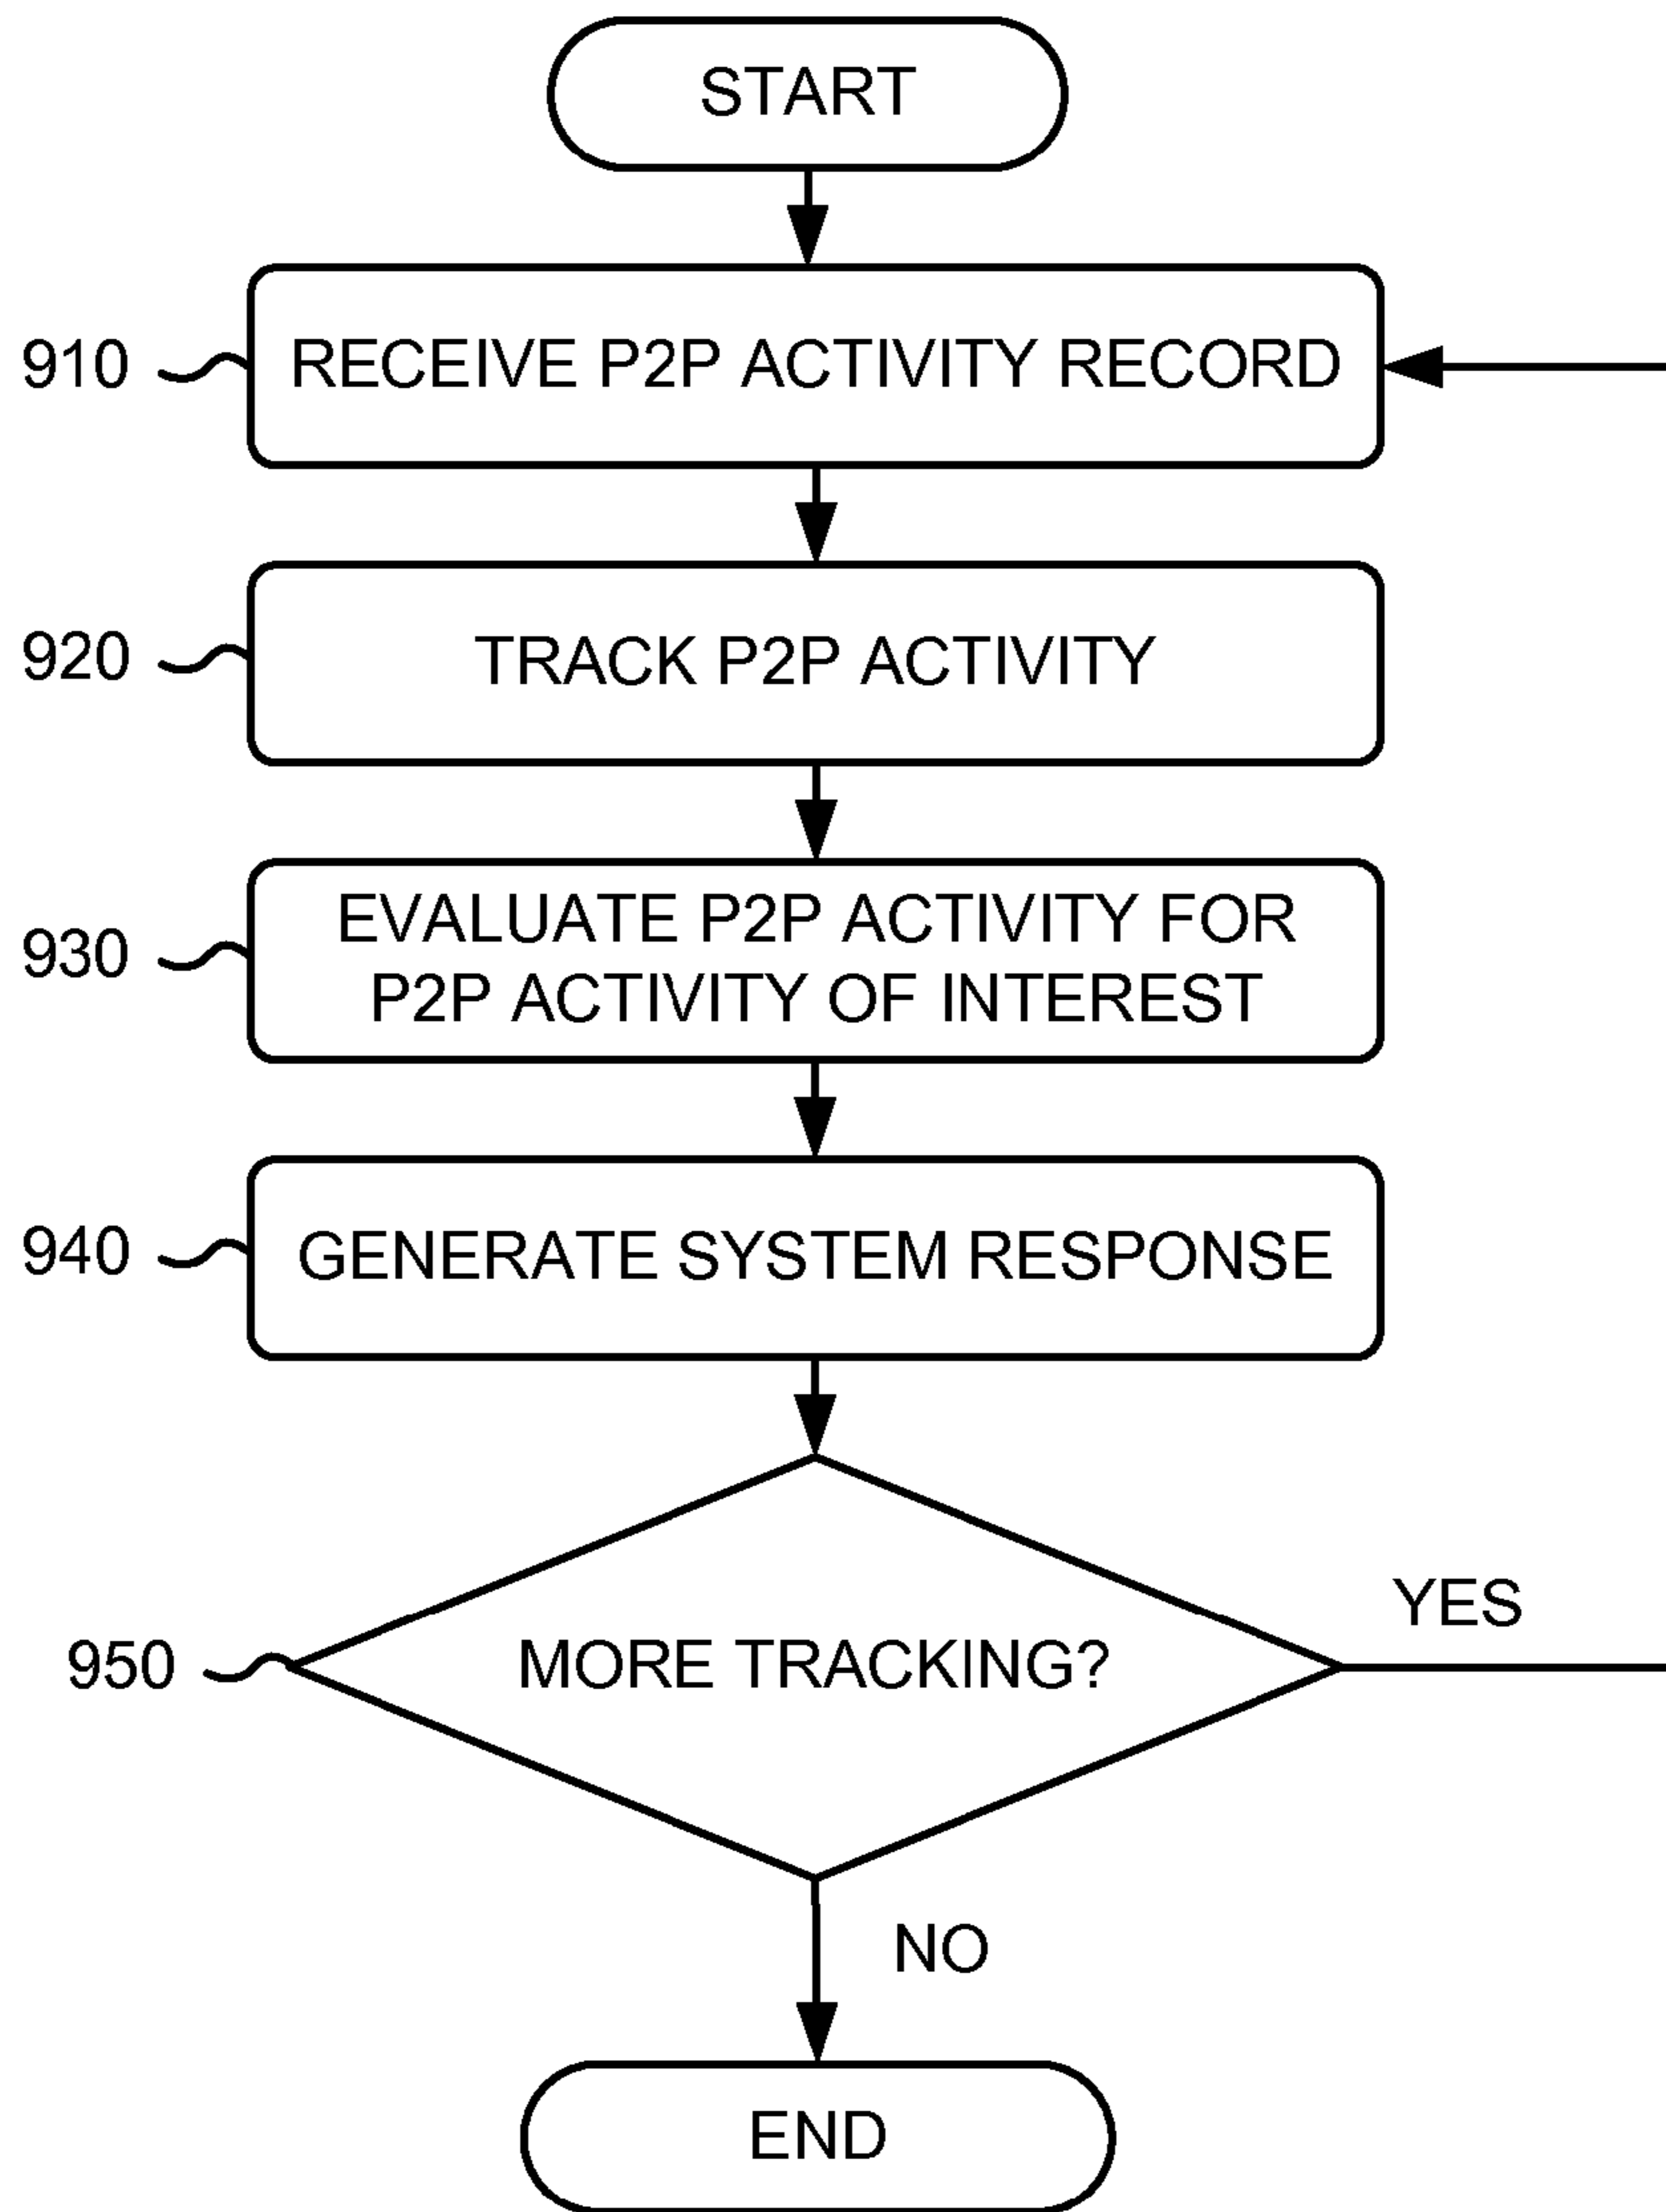 START
910
RECEIVE P2P ACTIVITY RECORD
920
TRACK P2P ACTIVITY
930
EVALUATE P2P ACTIVITY FOR
P2P ACTIVITY OF INTEREST
940
GENERATE SYSTEM RESPONSE
950
MORE TRACKING?
YES
NO
END